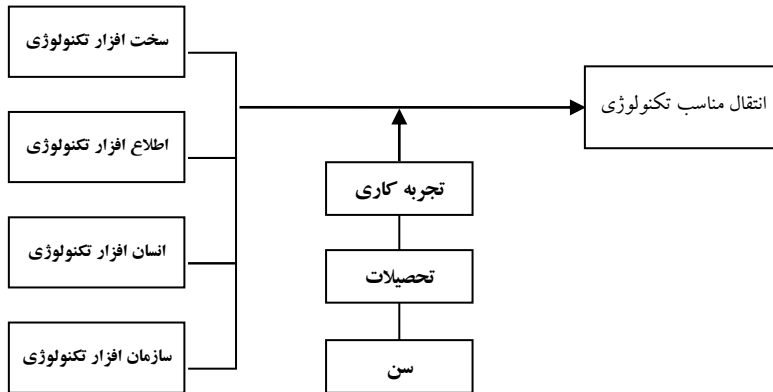 سخت افزار تکنولوژی
انتقال مناسب تکنولوژی
اطلاع افزار تکنولوژی
تجربه کاری
انسان افزار تکنولوژی
تحصیلات
سازمان افزار تکنولوژی
سن